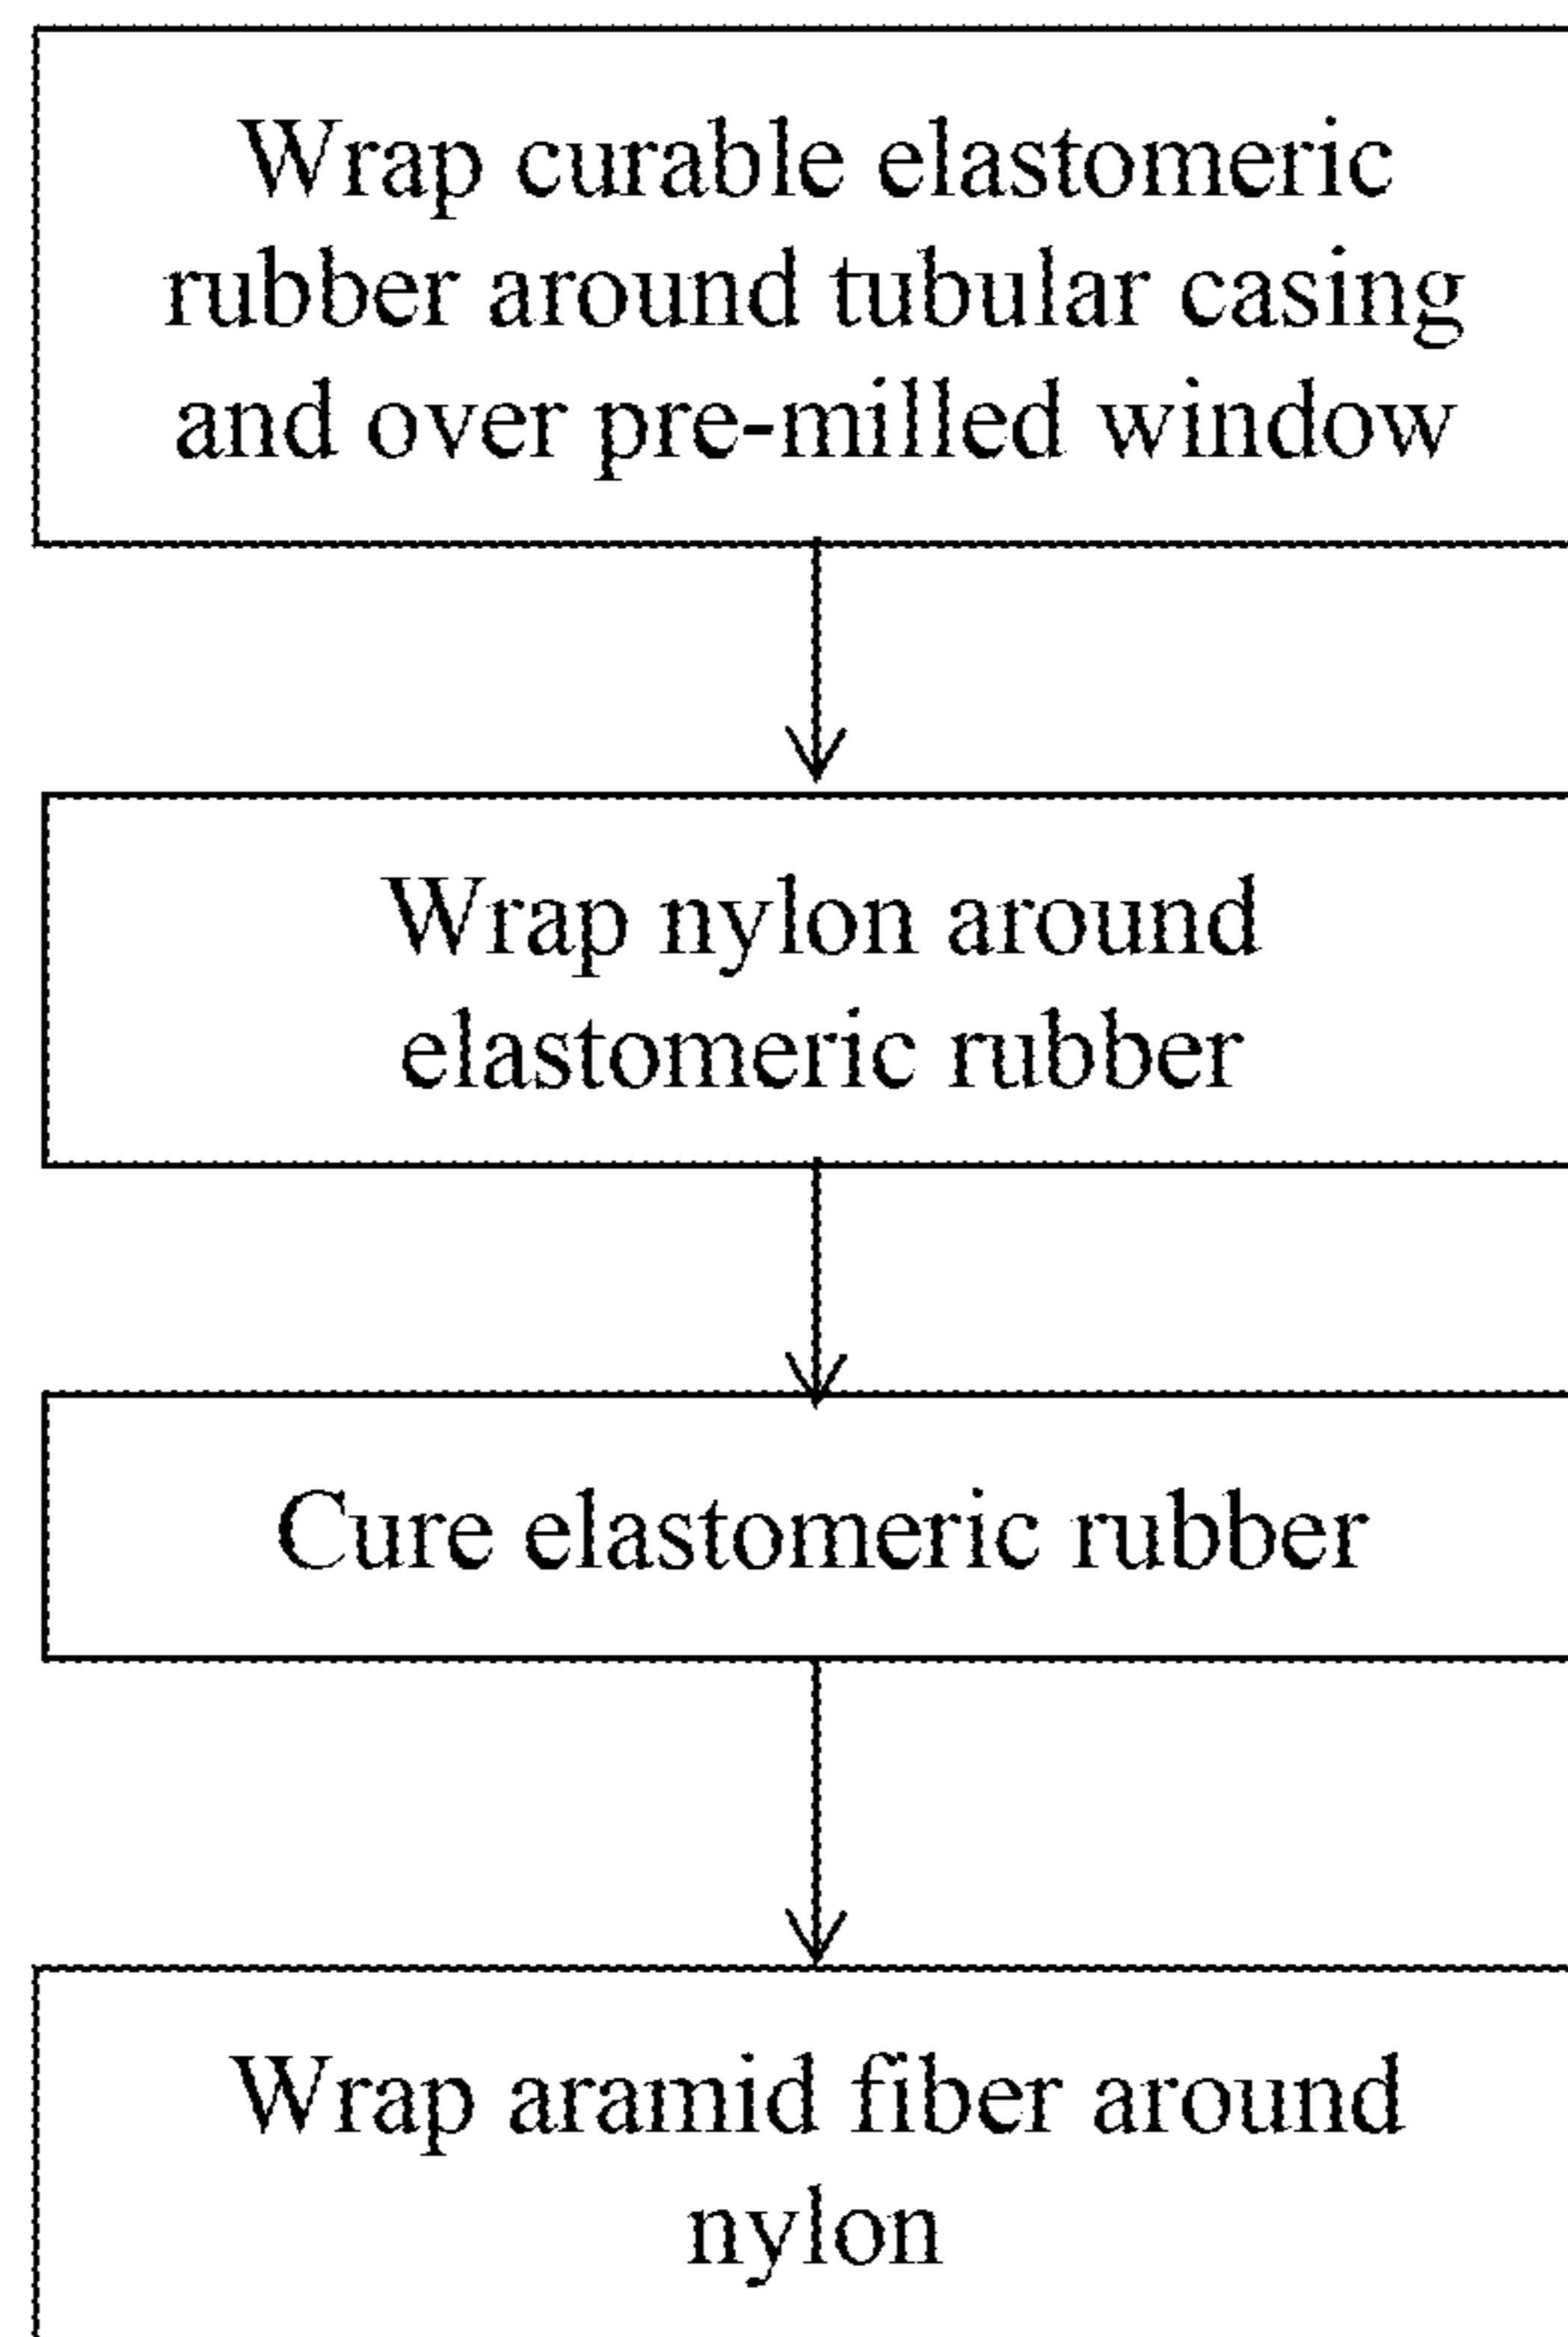 Wrap curable elastomeric
rubber around tubular casing
and over pre-milled window
Wrap nylon around
elastomeric rubber
Cure elastomeric rubber
Wrap aramid fiber around
nylon